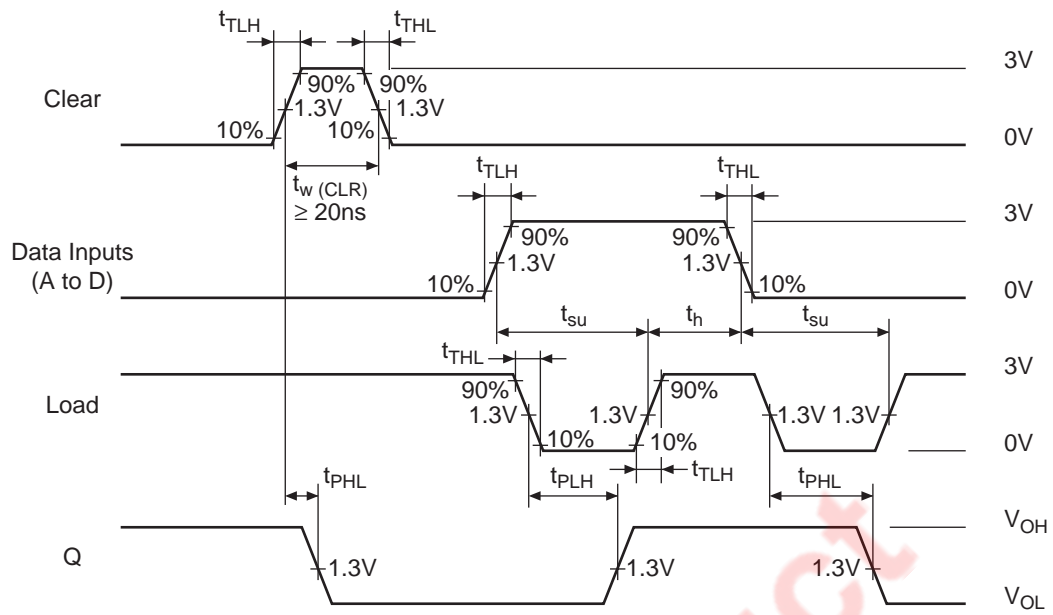 tTLH
tTHL
3V
90%
90%
Clear
1.3V
1.3V
10%
10%
0V
tw (CLR)
≥ 20ns
tTLH
tTHL
3V
90%
90%
Data Inputs
(A to D)
1.3V
1.3V
10%
10%
0V
tsu
th
tsu
tTHL
3V
90%
90%
Load
1.3V
1.3V
1.3V
1.3V
10%
10%
0V
tPHL
tPLH
tTLH
tPHL
VOH
Q
1.3V
1.3V
1.3V
VOL
ct